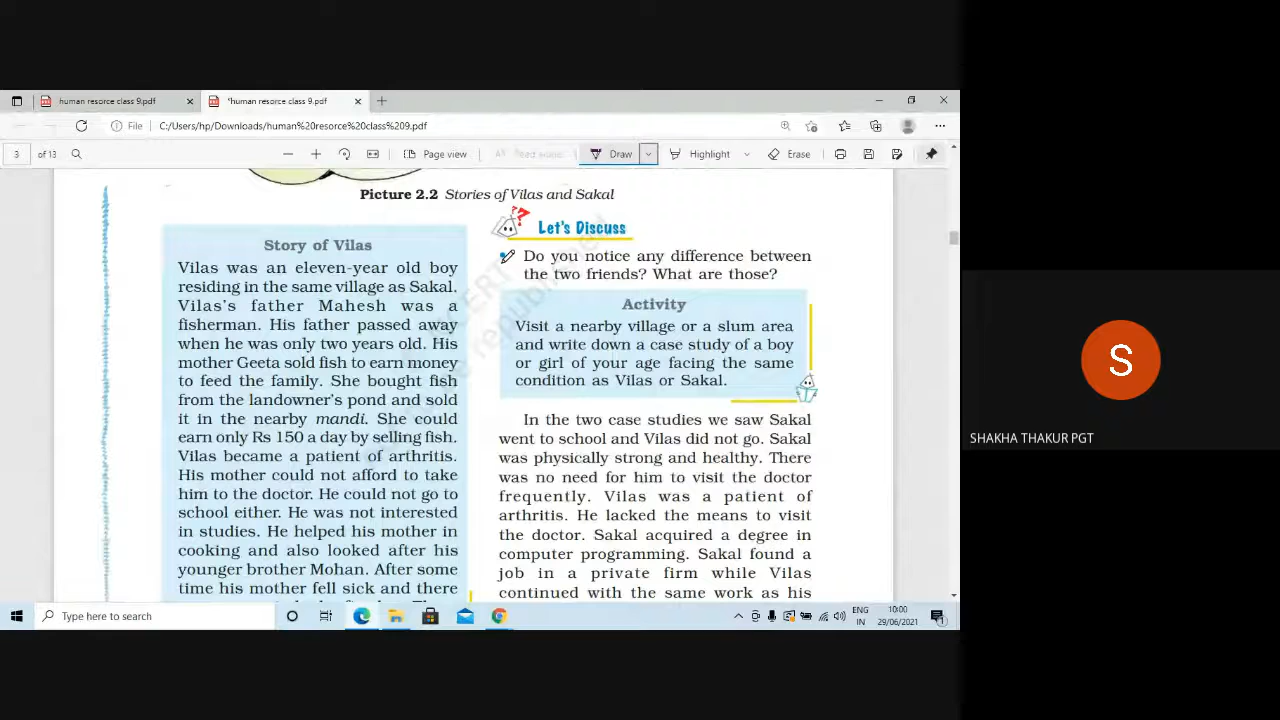 human resorce class 9.pdf
*human resorce class 9.pdf
File
C:/Users/hp/Downloads/human%20resorce%20class%209.pdf
3 of 13
Page view
Read aloud
Draw
Highlight
Erase
Picture 2.2 Stories of Vilas and Sakal
Story of Vilas
Vilas was an eleven-year old boy
residing in the same village as Sakal.
Vilas's father Mahesh was a
fisherman. His father passed away
when he was only two years old. His
mother Geeta sold fish to earn money
to feed the family. She bought fish
from the landowner's pond and sold
it in the nearby mandi. She could
earn only Rs 150 a day by selling fish.
Vilas became a patient of arthritis.
His mother could not afford to take
him to the doctor. He could not go to
school either. He was not interested
in studies. He helped his mother in
cooking and also looked after his
younger brother Mohan. After some
time his mother fell sick and there
Let's Discuss
Do you notice any difference between
the two friends? What are those?
Activity
Visit a nearby village or a slum area
and write down a case study of a boy
or girl of your age facing the same
condition as Vilas or Sakal.
In the two case studies we saw Sakal
went to school and Vilas did not go. Sakal
was physically strong and healthy. There
was no need for him to visit the doctor
frequently. Vilas was a patient of
arthritis. He lacked the means to visit
the doctor. Sakal acquired a degree in
computer programming. Sakal found a
job in a private firm while Vilas
continued with the same work as his
S
SHAKHA THAKUR PGT
Type here to search
ENG
IN
10:00
29/06/2021